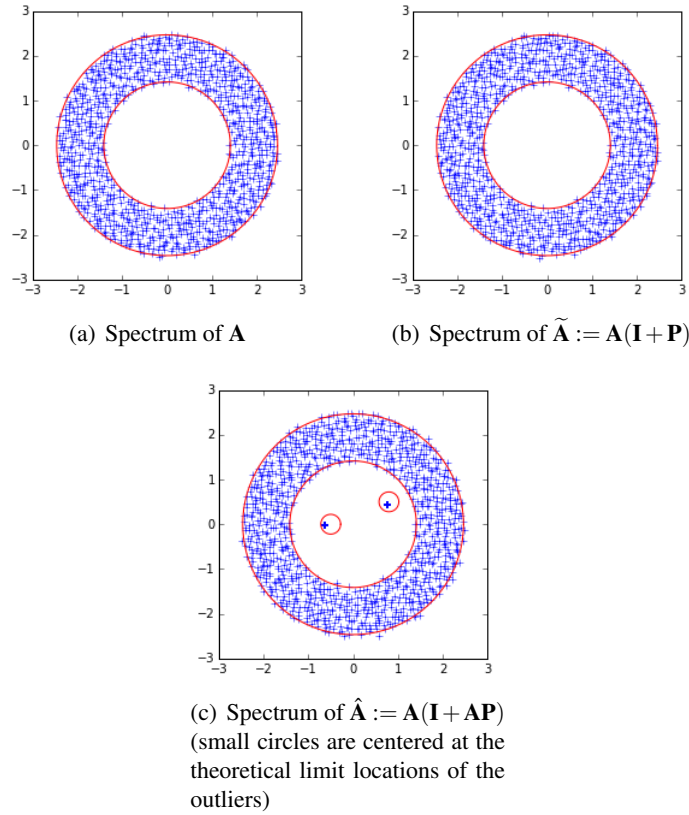 3
2
1
0
−1
−2
−3
−3 −2 −1 0 1 2 3
(a) Spectrum of A
3
2
1
0
−1
−2
−3
−3 −2 −1 0 1 2 3
(b) Spectrum of Ã := A(I+P)
3
2
1
0
−1
−2
−3
−3 −2 −1 0 1 2 3
(c) Spectrum of Â := A(I+AP)
(small circles are centered at the
theoretical limit locations of the
outliers)